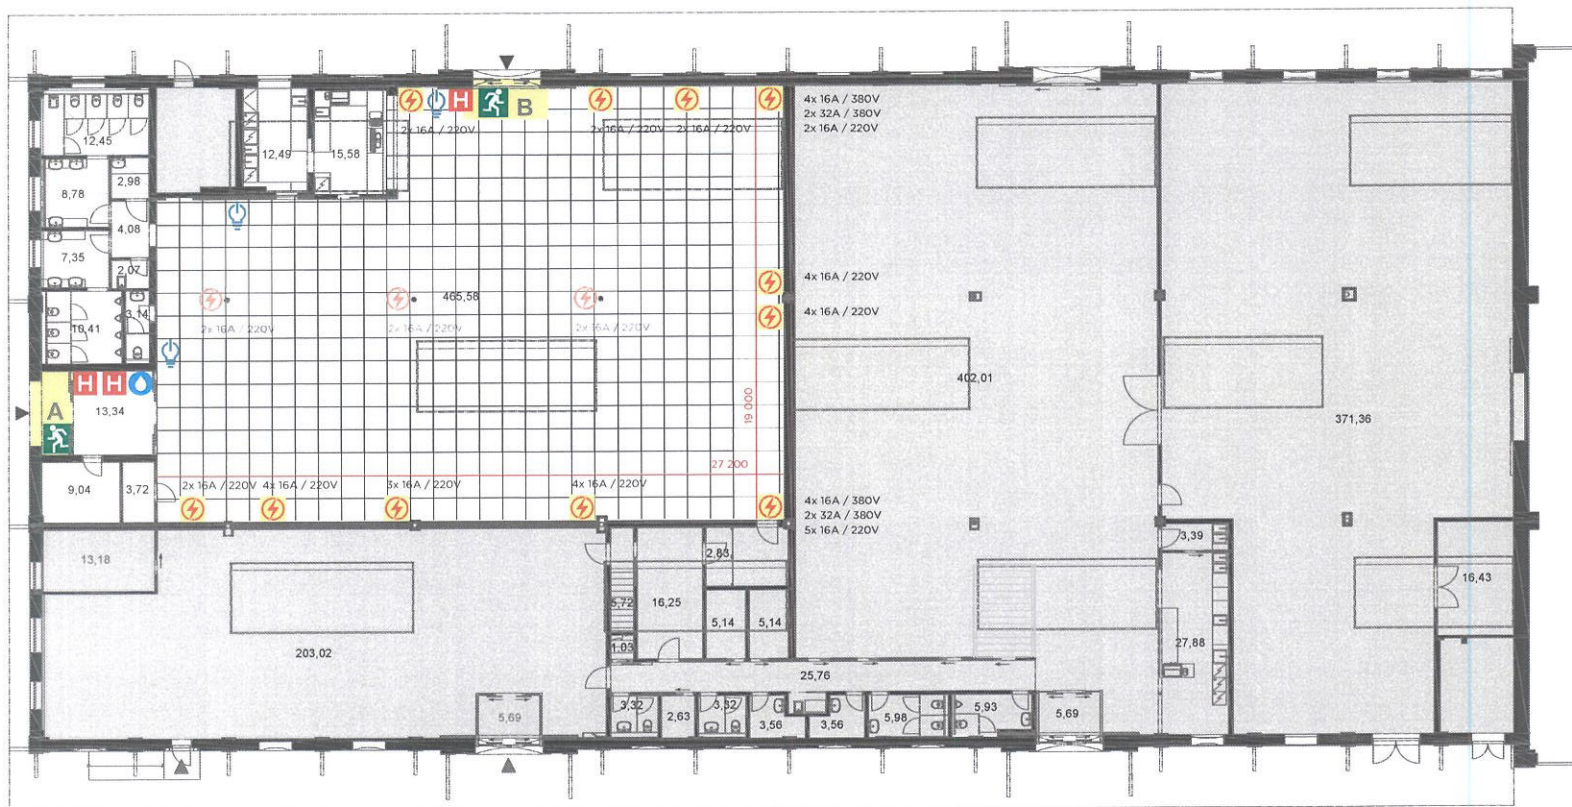 H
B
4x 16A / 380V
2x 32A / 380V
2x 16A / 220V
2x 16A / 220V
2x 16A / 220V
2x 16A / 220V
12,45
12,49
15,58
8,78
2,98
4,08
7,35
2,07
4x 16A / 220V
465,58
10,41
3,14
2x 16A / 220V
2x 16A / 220V
2x 16A / 220V
4x 16A / 220V
H
H
A
13,34
19 000
402,01
371,36
27 200
9,04
3,72
2x 16A / 220V
4x 16A / 220V
3x 16A / 220V
4x 16A / 220V
4x 16A / 380V
2x 32A / 380V
5x 16A / 220V
13,18
2,83
3,39
5,72
16,25
5,14
5,14
16,43
1,03
27,88
203,02
25,76
3,32
2,63
3,32
3,56
3,56
5,98
5,93
5,69
5,69